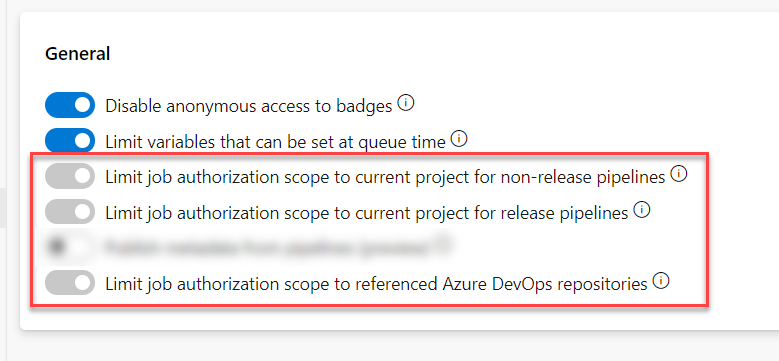 General
Disable anonymous access to badges
Limit variables that can be set at queue time
Limit job authorization scope to current project for non-release pipelines
Limit job authorization scope to current project for release pipelines
Limit job authorization scope to referenced Azure DevOps repositories